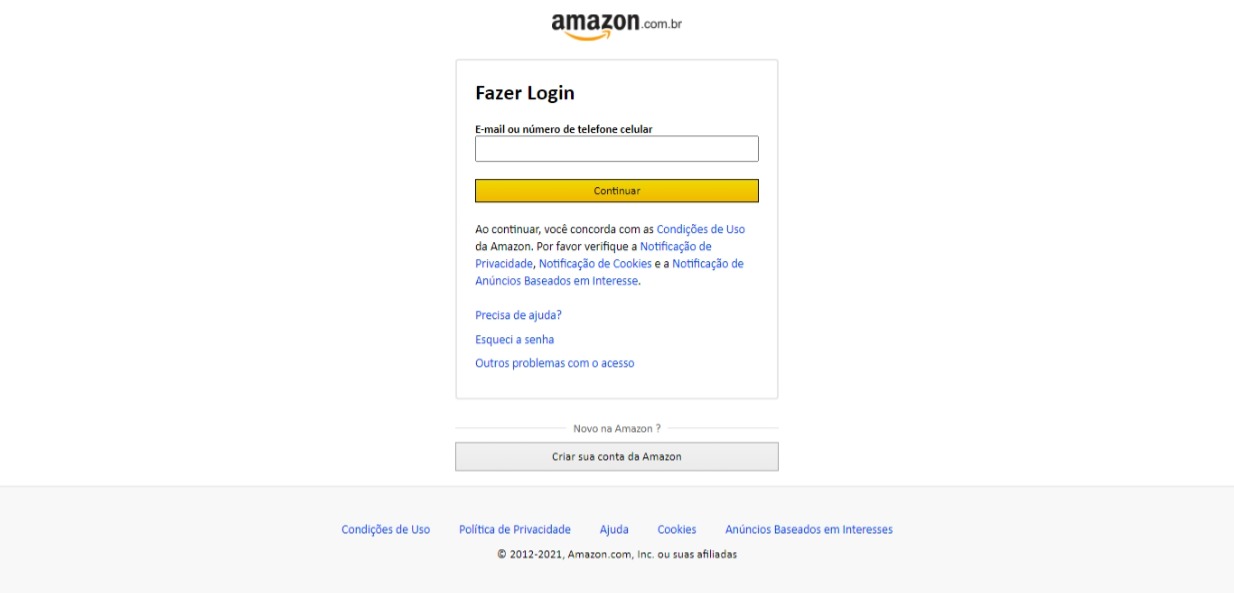 amazon.com.br
Fazer Login
E-mail ou número de telefone celular
Continuar
Ao continuar, você concorda com as Condições de Uso
da Amazon. Por favor verifique a Notificação de
Privacidade, Notificação de Cookies e a Notificação de
Anúncios Baseados em Interesse.
Precisa de ajuda?
Esqueci a senha
Outros problemas com o acesso
Novo na Amazon ?
Criar sua conta da Amazon
Condições de Uso Política de Privacidade Ajuda Cookies Anúncios Baseados em Interesses
© 2012-2021, Amazon.com, Inc. ou suas afiliadas